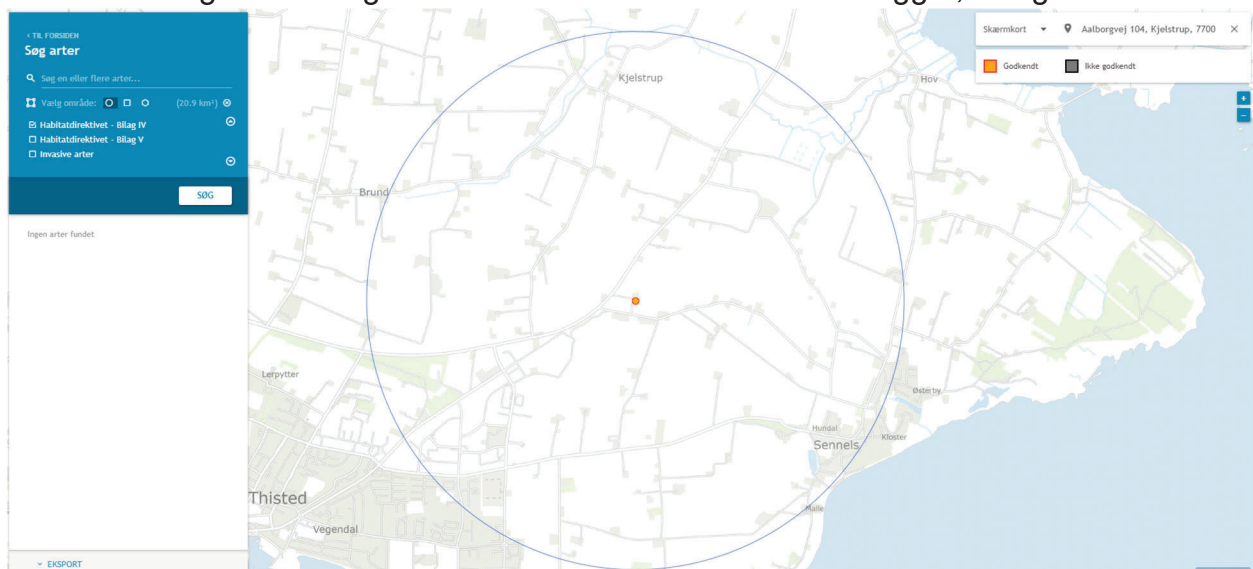 ‹ TIL FORSIDEN
Søg arter
Søg en eller flere arter...
Vælg område: (20.9 km²)
Habitatdirektivet - Bilag IV
Habitatdirektivet - Bilag V
Invasive arter
SØG
Ingen arter fundet
EKSPORT
Skærmkort Aalborgvej 104, Kjelstrup, 7700 ×
Godkendt Ikke godkendt
+
−
Kjelstrup
Hov
Brund
Lerpytter
Østerby
Hundal
Kloster
Sennels
Thisted
Malle
Vegendal